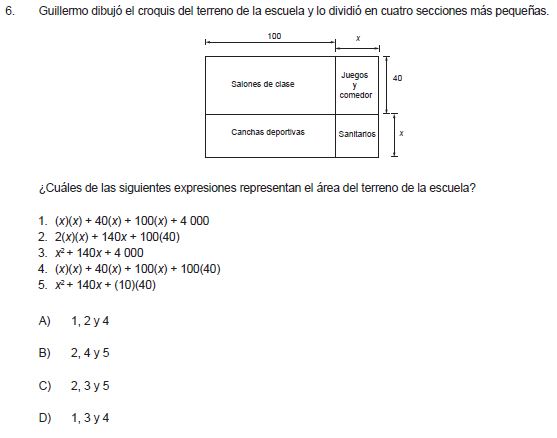 6. Guillermo dibujó el croquis del terreno de la escuela y lo dividió en cuatro secciones más pequeñas.
100
x
Salones de clase
Juegos
y
comedor
40
Canchas deportivas
Sanitarios
x
¿Cuáles de las siguientes expresiones representan el área del terreno de la escuela?
1. (x)(x) + 40(x) + 100(x) + 4 000
2. 2(x)(x) + 140x + 100(40)
3. x² + 140x + 4 000
4. (x)(x) + 40(x) + 100(x) + 100(40)
5. x² + 140x + (10)(40)
A) 1, 2 y 4
B) 2, 4 y 5
C) 2, 3 y 5
D) 1, 3 y 4